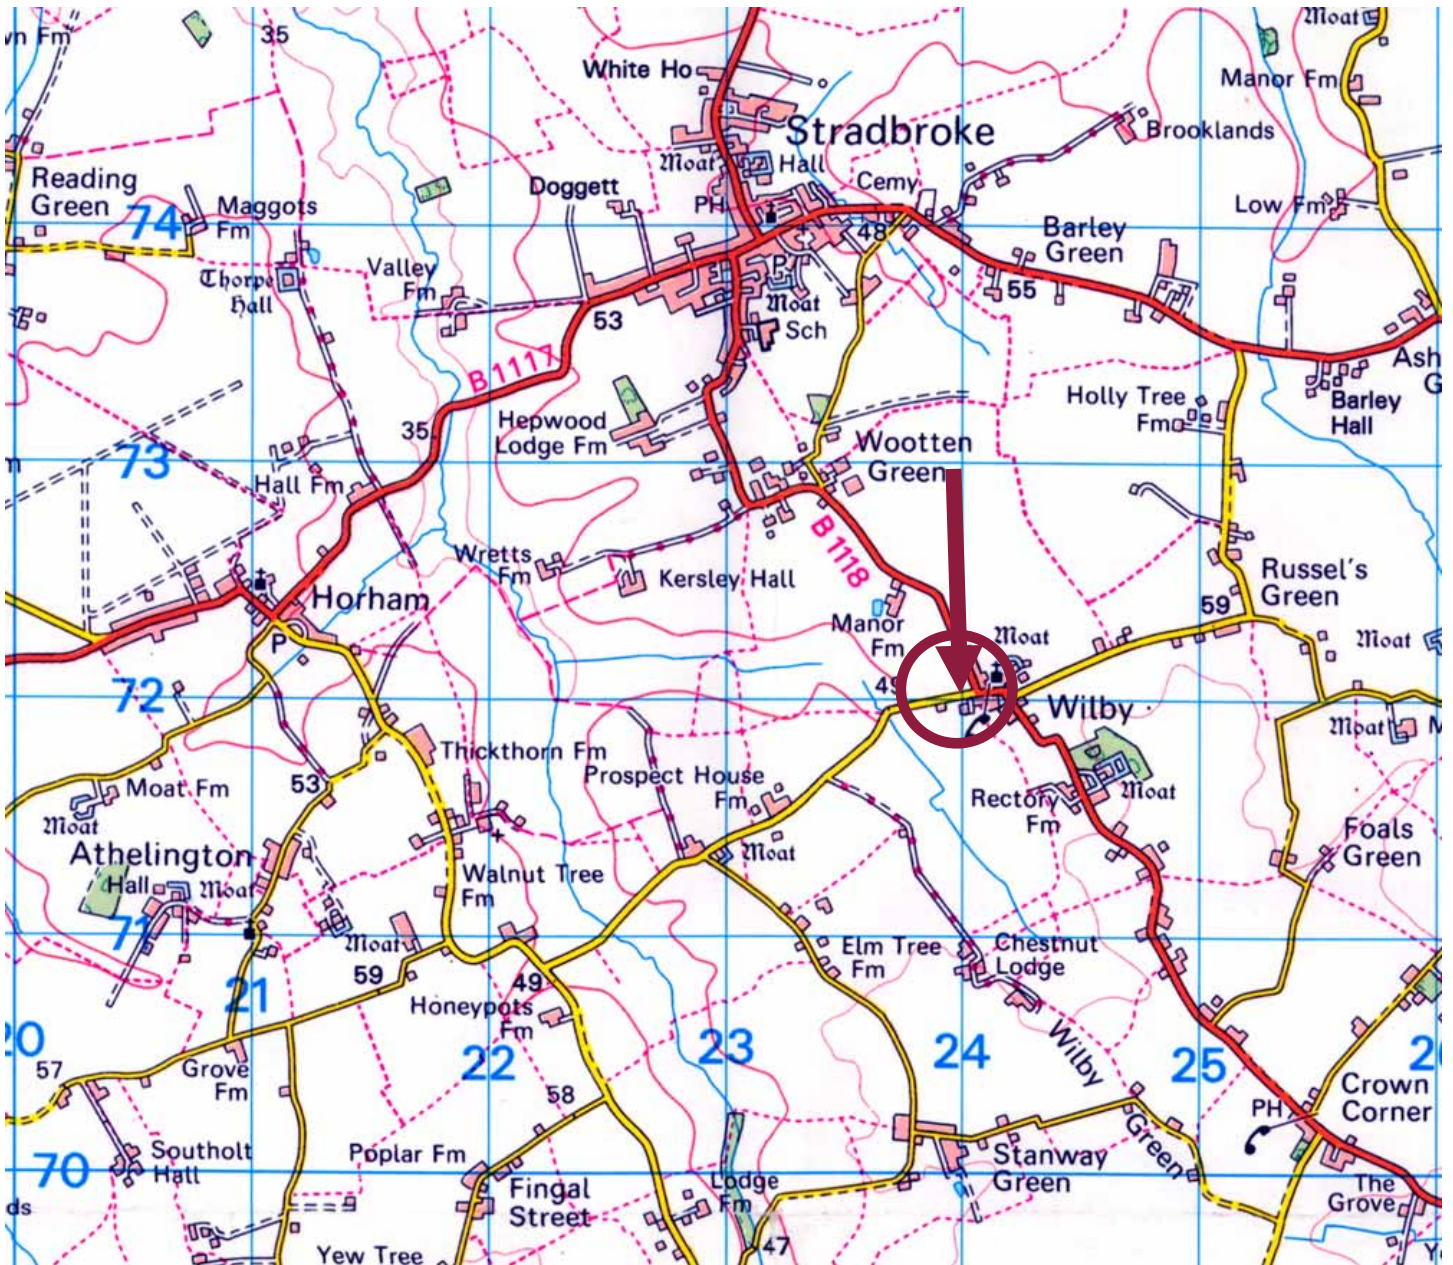 Moat
35
vn Fm
White Ho
Manor Fm
Stradbroke
Brooklands
Moat
Hall
Reading
Green
Doggett
Cemy
PH
74
Maggots
Fm
Low Fm
48
Barley
Green
Valley
Fm
P
Thorpe
Hall
55
Moat
53
Sch
B 1117
Ash
G
Holly Tree
Fm
Barley
Hall
Hepwood
Lodge Fm
35
Wootten
Green
73
m
Hall Fm
B 1118
Wretts
Fm
Kersley Hall
Russel's
Green
Horham
59
Manor
Fm
Moat
Moat
P
72
49
Wilby
Moat
M
Thickthorn Fm
53
Prospect House
Fm
Moat Fm
Rectory
Fm
Moat
Moat
Foals
Green
Athelington
Moat
Hall
Moat
Walnut Tree
Fm
71
Moat
Elm Tree
Fm
Chestnut
Lodge
59
49
21
Honeypots
Fm
20
22
23
24
25
26
57
Grove
Fm
Wilby
Green
58
Crown
Corner
PH
70
Southolt
Hall
Poplar Fm
Stanway
Green
Fingal
Street
Lodge
Fm
The
Grove
ds
47
Yew Tree